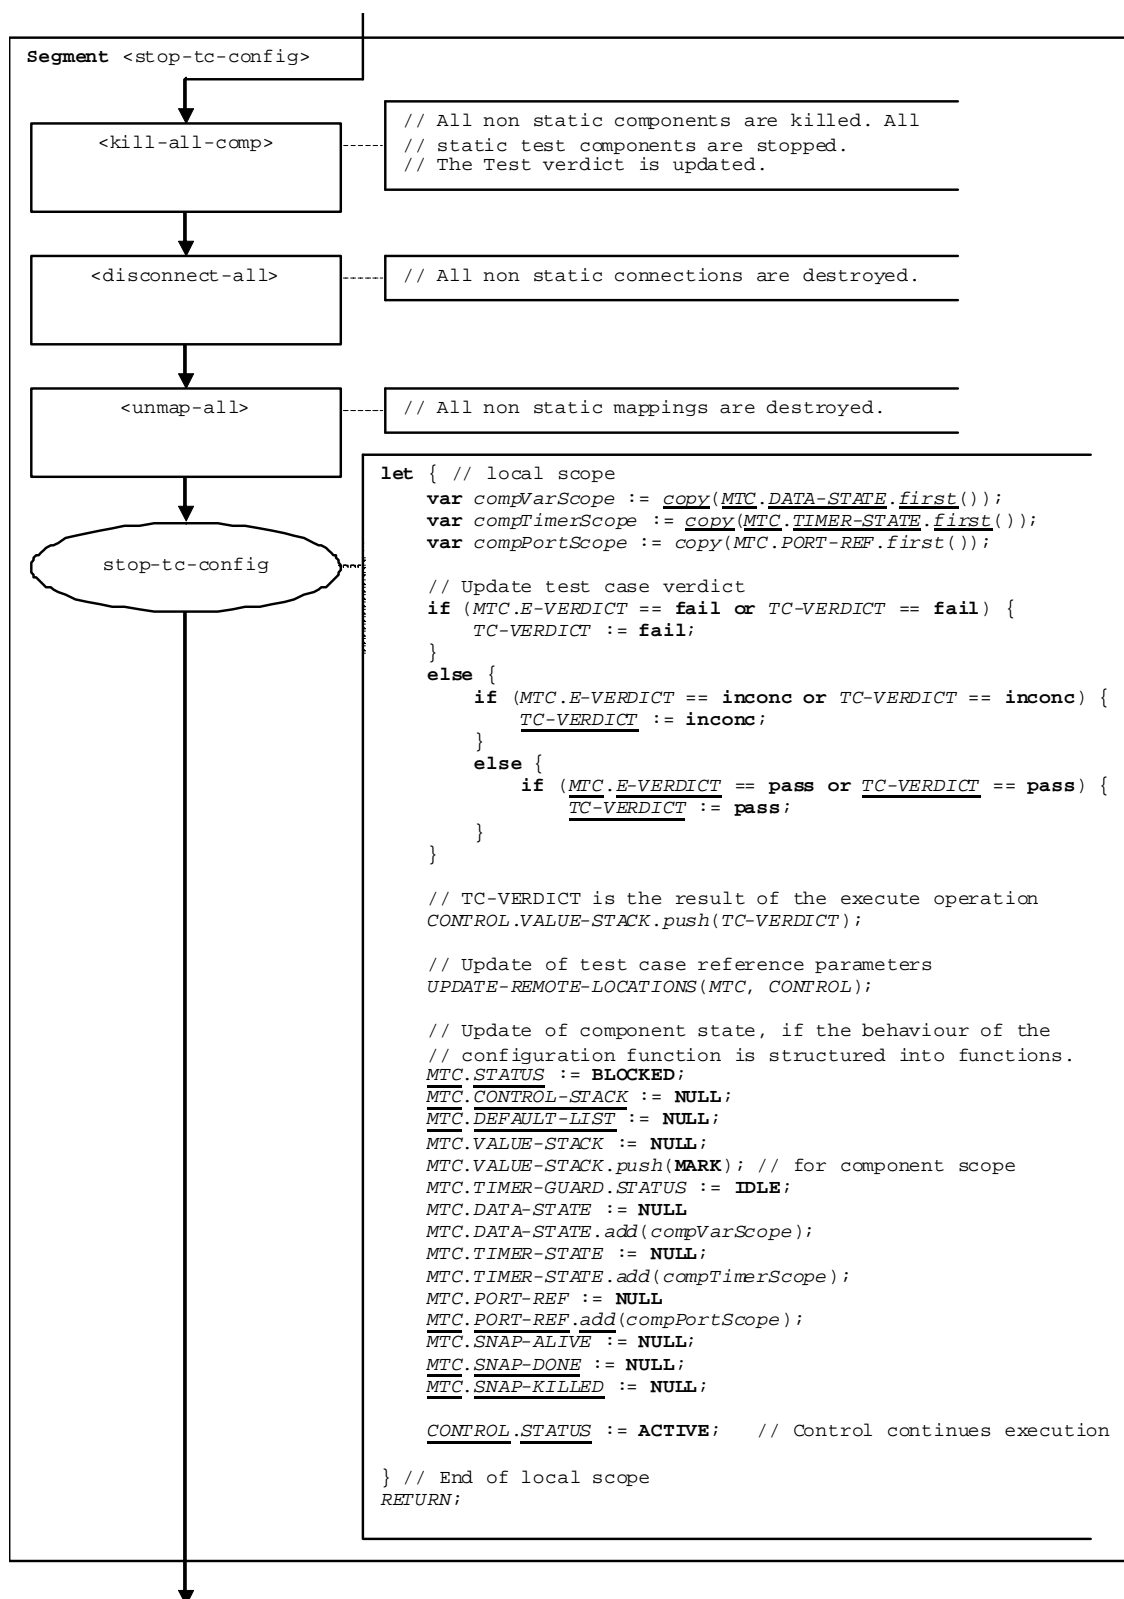 Segment <stop-tc-config>
<kill-all-comp>
// All non static components are killed. All
// static test components are stopped.
// The Test verdict is updated.
<disconnect-all>
// All non static connections are destroyed.
<unmap-all>
// All non static mappings are destroyed.
stop-tc-config
let { // local scope
var compVarScope := copy(MTC.DATA-STATE.first());
var compTimerScope := copy(MTC.TIMER-STATE.first());
var compPortScope := copy(MTC.PORT-REF.first());
// Update test case verdict
if (MTC.E-VERDICT == fail or TC-VERDICT == fail) {
TC-VERDICT := fail;
}
else {
if (MTC.E-VERDICT == inconc or TC-VERDICT == inconc) {
TC-VERDICT := inconc;
}
else {
if (MTC.E-VERDICT == pass or TC-VERDICT == pass) {
TC-VERDICT := pass;
}
}
// TC-VERDICT is the result of the execute operation
CONTROL.VALUE-STACK.push(TC-VERDICT);
// Update of test case reference parameters
UPDATE-REMOTE-LOCATIONS(MTC, CONTROL);
// Update of component state, if the behaviour of the
// configuration function is structured into functions.
MTC.STATUS := BLOCKED;
MTC.CONTROL-STACK := NULL;
MTC.DEFAULT-LIST := NULL;
MTC.VALUE-STACK := NULL;
MTC.VALUE-STACK.push(MARK); // for component scope
MTC.TIMER-GUARD.STATUS := IDLE;
MTC.DATA-STATE := NULL
MTC.DATA-STATE.add(compVarScope);
MTC.TIMER-STATE := NULL;
MTC.TIMER-STATE.add(compTimerScope);
MTC.PORT-REF := NULL
MTC.PORT-REF.add(compPortScope);
MTC.SNAP-ALIVE := NULL;
MTC.SNAP-DONE := NULL;
MTC.SNAP-KILLED := NULL;
CONTROL.STATUS := ACTIVE; // Control continues execution
} // End of local scope
RETURN;